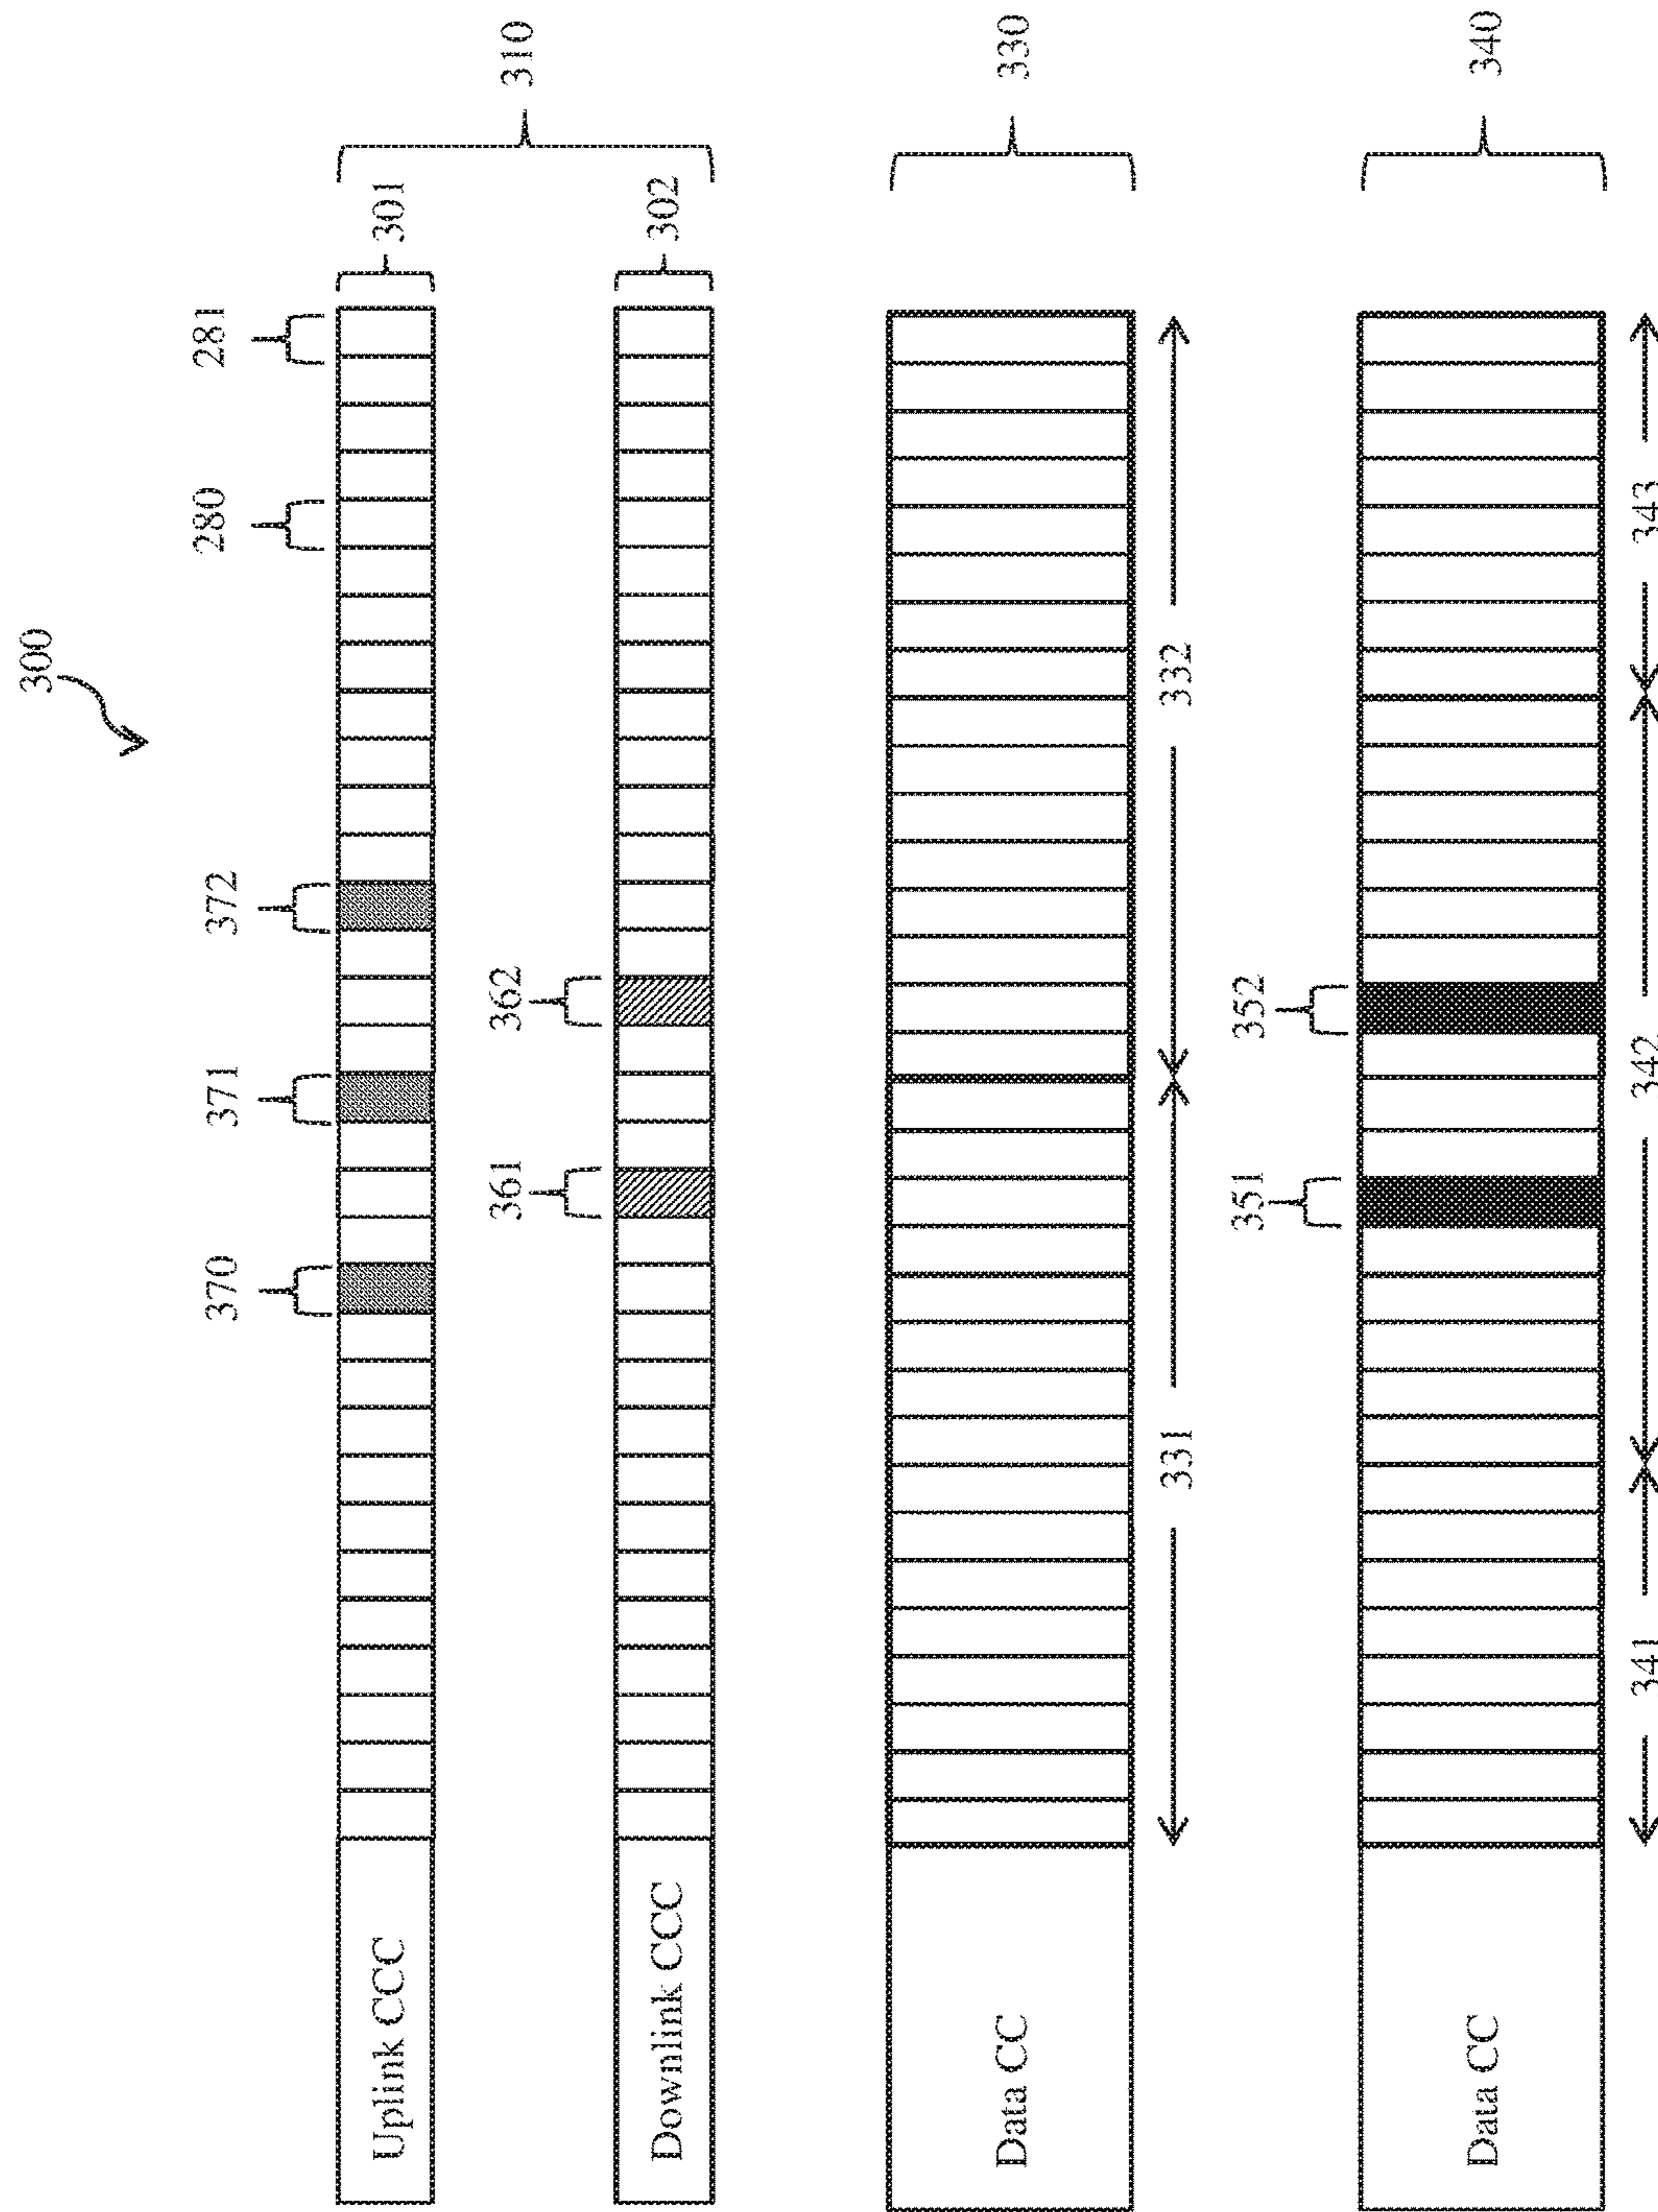 300
370 371 372 280 281
Uplink CCC 301
361 362 310
Downlink CCC 302
Data CC 330
331 332
351 352
Data CC 340
341 342 343